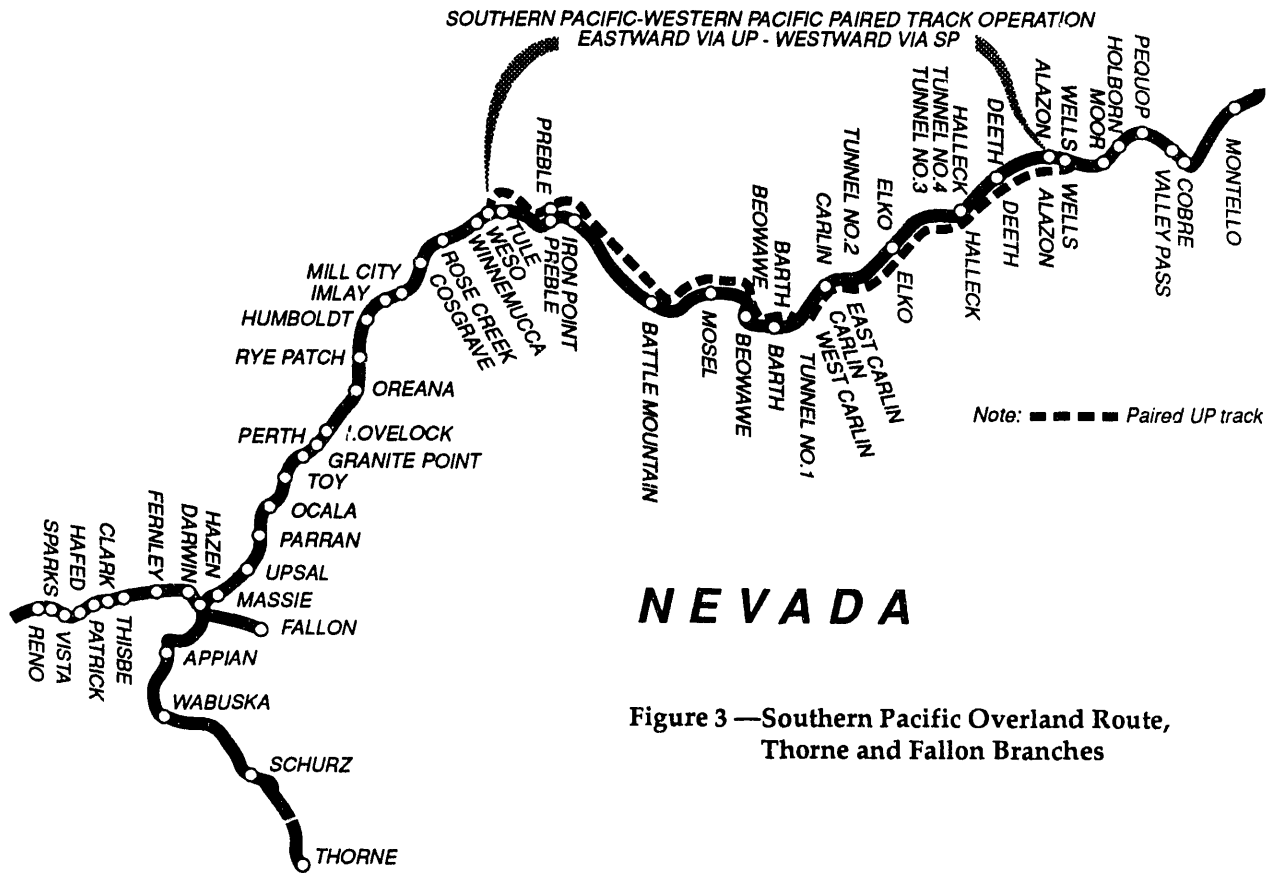 SOUTHERN PACIFIC-WESTERN PACIFIC PAIRED TRACK OPERATION
EASTWARD VIA UP - WESTWARD VIA SP
PREBLE
BEOWAWE
BARTH
CARLIN
TUNNEL NO.2
ELKO
TUNNEL NO.3
TUNNEL NO.4
HALLECK
DEETH
ALAZON
WELLS
MOOR
HOLBORN
PEQUOP
MONTELLO
COBRE
VALLEY PASS
WELLS
ALAZON
DEETH
HALLECK
ELKO
EAST CARLIN
CARLIN
WEST CARLIN
TUNNEL NO.1
BARTH
BEOWAWE
MOSEL
BATTLE MOUNTAIN
IRON POINT
PREBLE
TULE
WESO
WINNEMUCCA
ROSE CREEK
COSGRAVE
MILL CITY
IMLAY
HUMBOLDT
RYE PATCH
OREANA
PERTH
LOVELOCK
GRANITE POINT
TOY
OCALA
PARRAN
UPSAL
MASSIE
FALLON
HAZEN
DARWIN
FERNLEY
CLARK
HAFED
SPARKS
RENO
VISTA
PATRICK
THISBE
APPIAN
WABUSKA
SCHURZ
THORNE
Note: Paired UP track
NEVADA
Figure 3 —Southern Pacific Overland Route,
Thorne and Fallon Branches